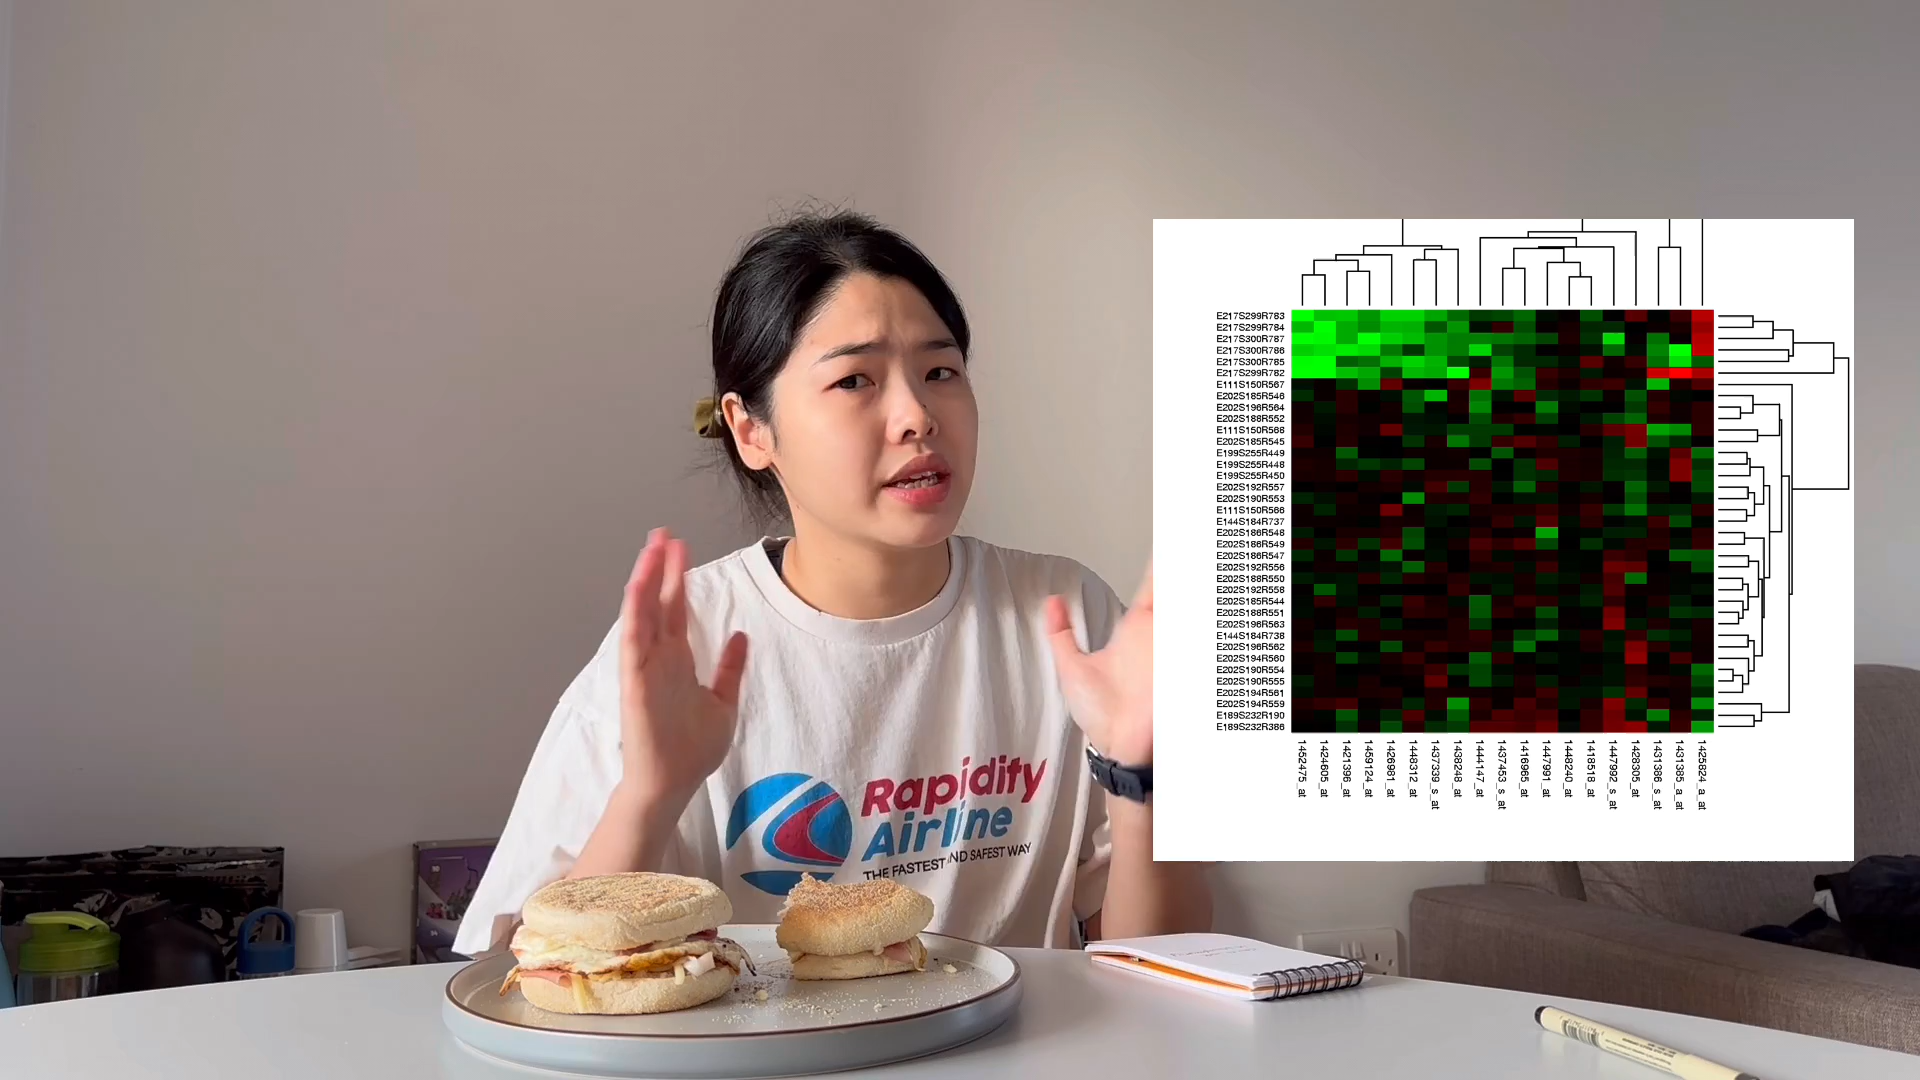 Rapidity
Airline
THE FASTEST AND SAFEST WAY
E217S299R783
E217S299R784
E217S300R787
E217S300R786
E217S300R785
E217S299R782
E111S150R567
E202S185R546
E202S196R564
E202S188R552
E111S150R568
E202S185R545
E199S255R449
E199S255R448
E199S255R450
E202S192R557
E202S190R553
E111S150R566
E144S184R737
E202S186R548
E202S186R549
E202S186R547
E202S192R556
E202S188R550
E202S192R558
E202S185R544
E202S188R551
E202S196R563
E144S184R738
E202S196R562
E202S194R560
E202S190R554
E202S190R555
E202S194R561
E202S194R559
E189S232R190
E189S232R386
1452475_at
1424605_at
1421396_at
1459124_at
1426981_at
1448312_at
1437339_s_at
1438248_at
1444147_at
1437453_s_at
1416965_at
1447991_at
1448240_at
1418518_at
1447992_s_at
1428305_at
1431386_s_at
1431385_a_at
1425824_a_at